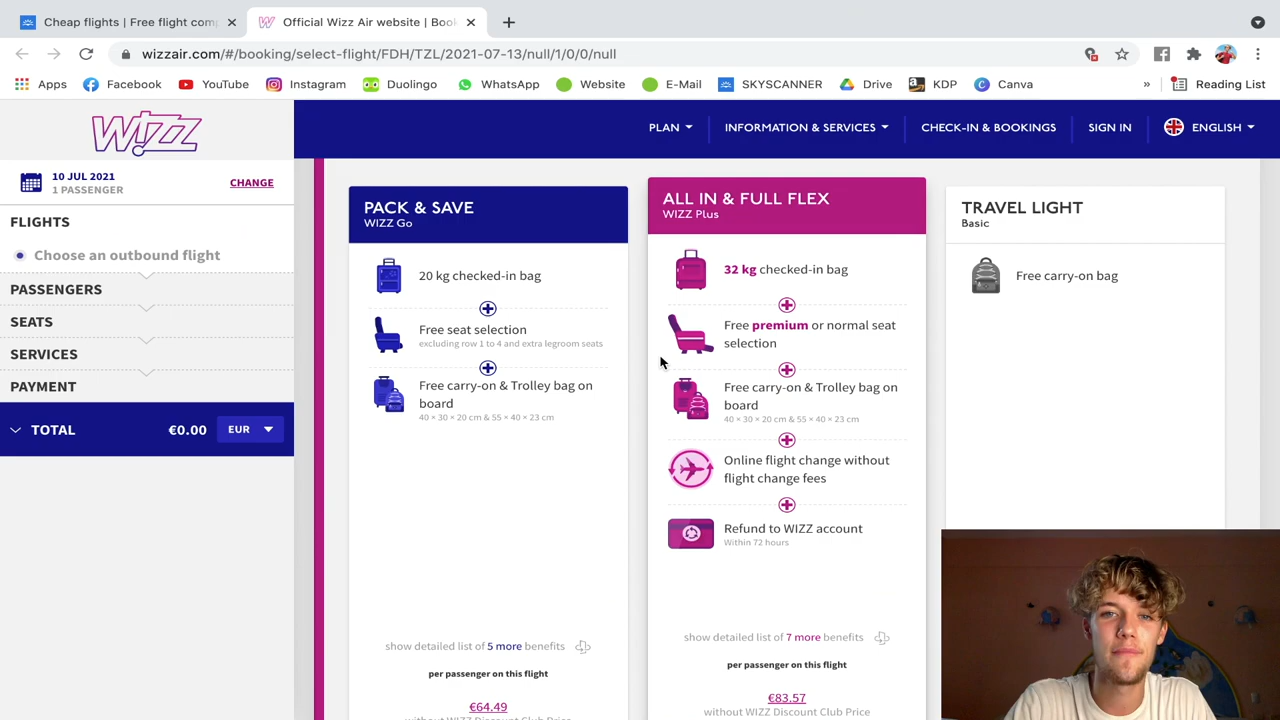 Cheap flights | Free flight com
Official Wizz Air website | Boo
wizzair.com/#/booking/select-flight/FDH/TZL/2021-07-13/null/1/0/0/null
Apps
Facebook
YouTube
Instagram
Duolingo
WhatsApp
Website
E-Mail
SKYSCANNER
Drive
KDP
Canva
»
Reading List
WIZZ
PLAN
INFORMATION & SERVICES
CHECK-IN & BOOKINGS
SIGN IN
ENGLISH
10 JUL 2021
1 PASSENGER
CHANGE
FLIGHTS
Choose an outbound flight
PASSENGERS
SEATS
SERVICES
PAYMENT
TOTAL
€0.00
EUR
PACK & SAVE
WIZZ Go
20 kg checked-in bag
Free seat selection
excluding row 1 to 4 and extra legroom seats
Free carry-on & Trolley bag on
board
40 × 30 × 20 cm & 55 × 40 × 23 cm
show detailed list of 5 more benefits
per passenger on this flight
€64.49
without WIZZ Discount Club Price
ALL IN & FULL FLEX
WIZZ Plus
32 kg checked-in bag
Free premium or normal seat
selection
Free carry-on & Trolley bag on
board
40 × 30 × 20 cm & 55 × 40 × 23 cm
Online flight change without
flight change fees
Refund to WIZZ account
Within 72 hours
show detailed list of 7 more benefits
per passenger on this flight
€83.57
without WIZZ Discount Club Price
TRAVEL LIGHT
Basic
Free carry-on bag